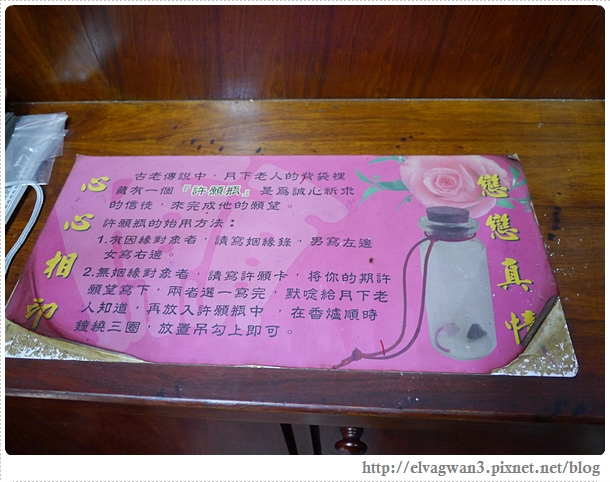 心心相印
古老傳說中，月下老人的背袋裡
藏有一個『許願瓶』是為誠心祈求
的信徒，來完成他的願望。
許願瓶的始用方法：
1.有因緣對象者，請寫姻緣錄，男寫左邊
女寫右邊。
2.無姻緣對象者，請寫許願卡，將你的期許
願望寫下，兩者選一寫完，默唸給月下老
人知道，再放入許願瓶中，在香爐順時
鐘繞三圈，放置吊勾上即可。
戀戀真情
http://elvagwan3.pixnet.net/blog